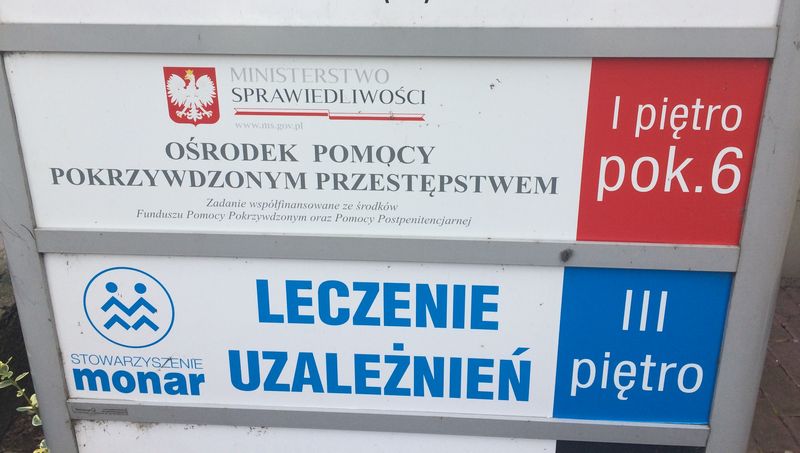 MINISTERSTWO
SPRAWIEDLIWOŚCI
www.ms.gov.pl
OŚRODEK POMOCY
POKRZYWDZONYM PRZESTĘPSTWEM
Zadanie współfinansowane ze środków
Funduszu Pomocy Pokrzywdzonym oraz Pomocy Postpenitencjarnej
I piętro
pok.6
STOWARZYSZENIE
monar
LECZENIE
UZALEŻNIEŃ
III
piętro